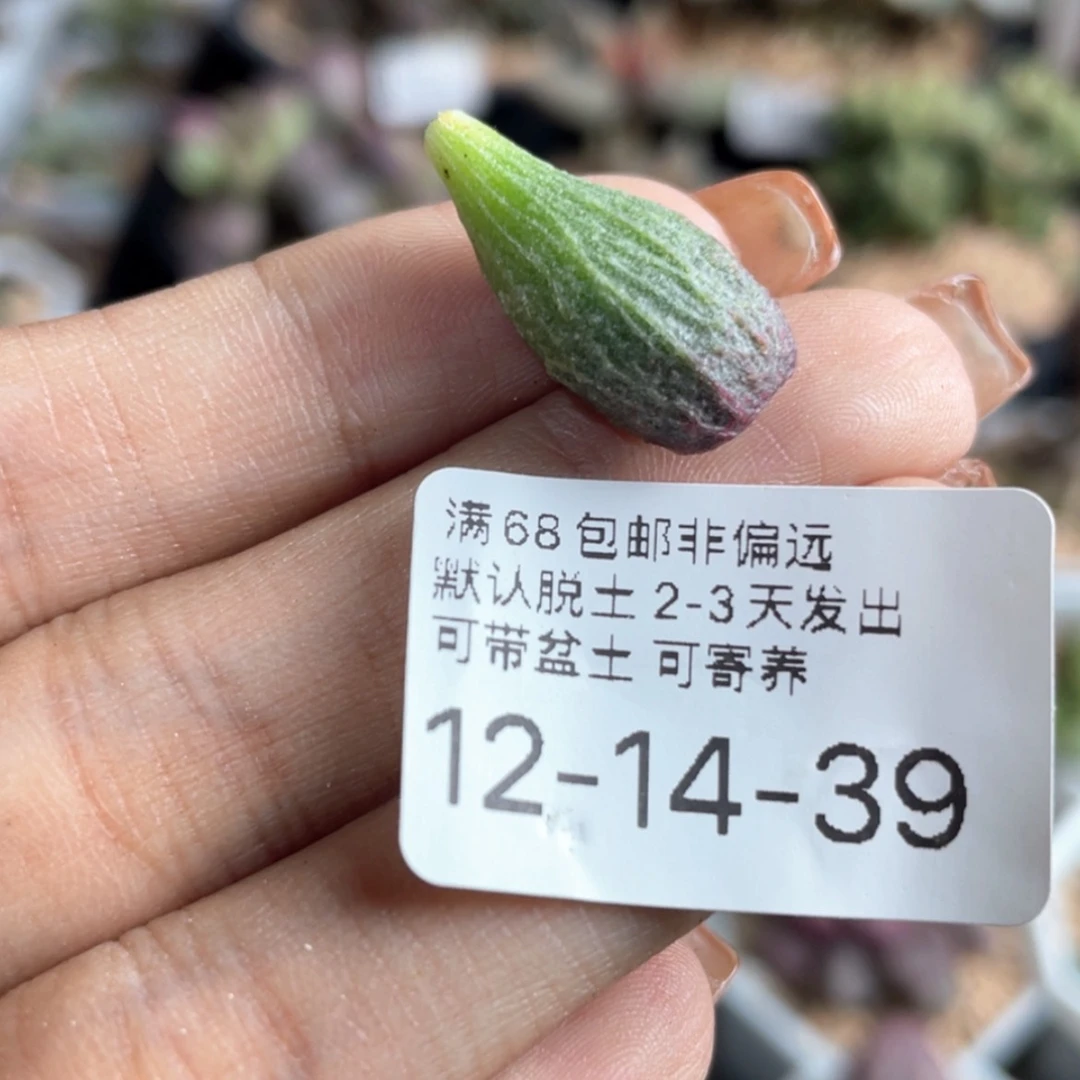 满68包邮非偏远
默认脱土2-3天发出
可带盆土 可寄养
12-14-39